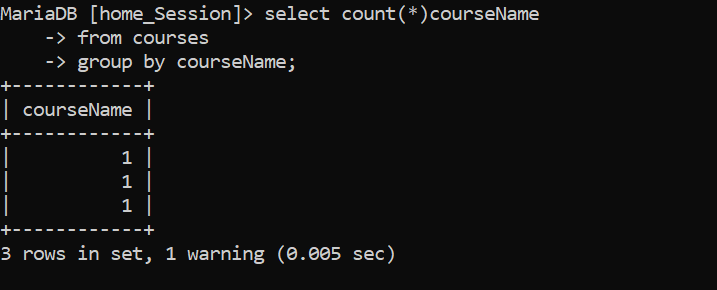 MariaDB [home_Session]> select count(*)courseName
    -> from courses
    -> group by courseName;
+------------+
| courseName |
+------------+
|          1 |
|          1 |
|          1 |
+------------+
3 rows in set, 1 warning (0.005 sec)